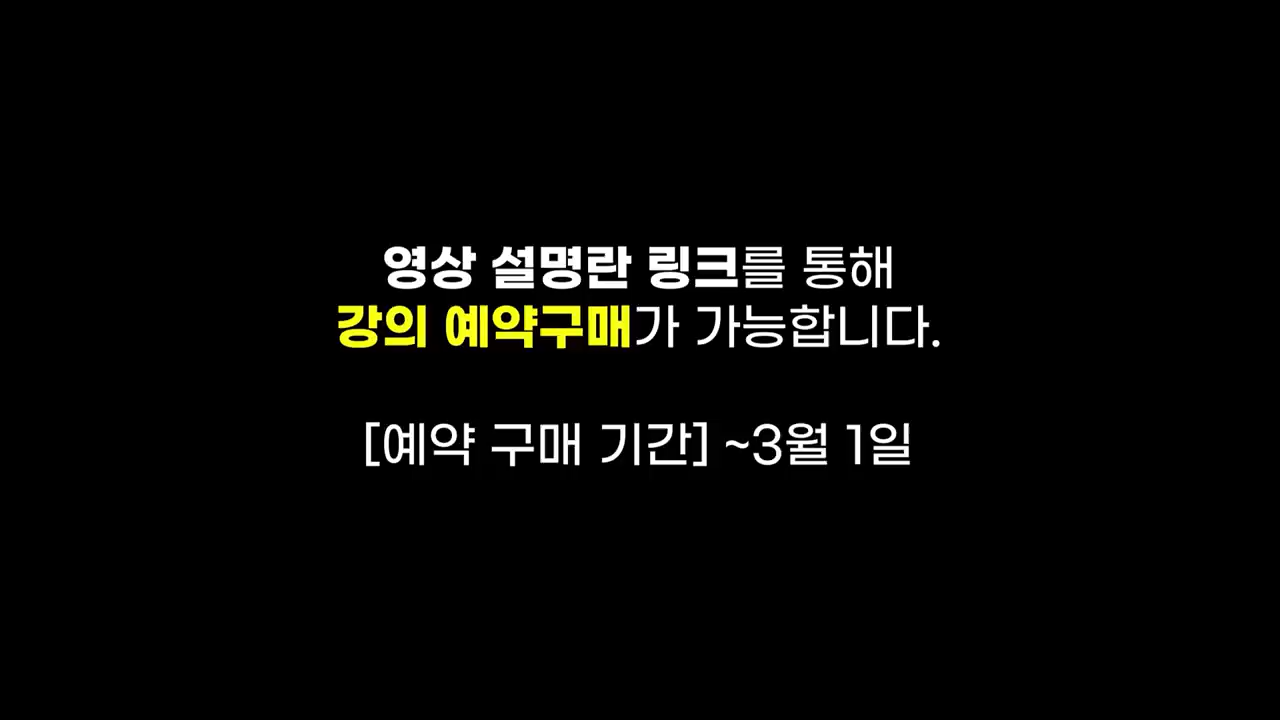 영상 설명란 링크를 통해
강의 예약구매가 가능합니다.
[예약 구매 기간] ~3월 1일